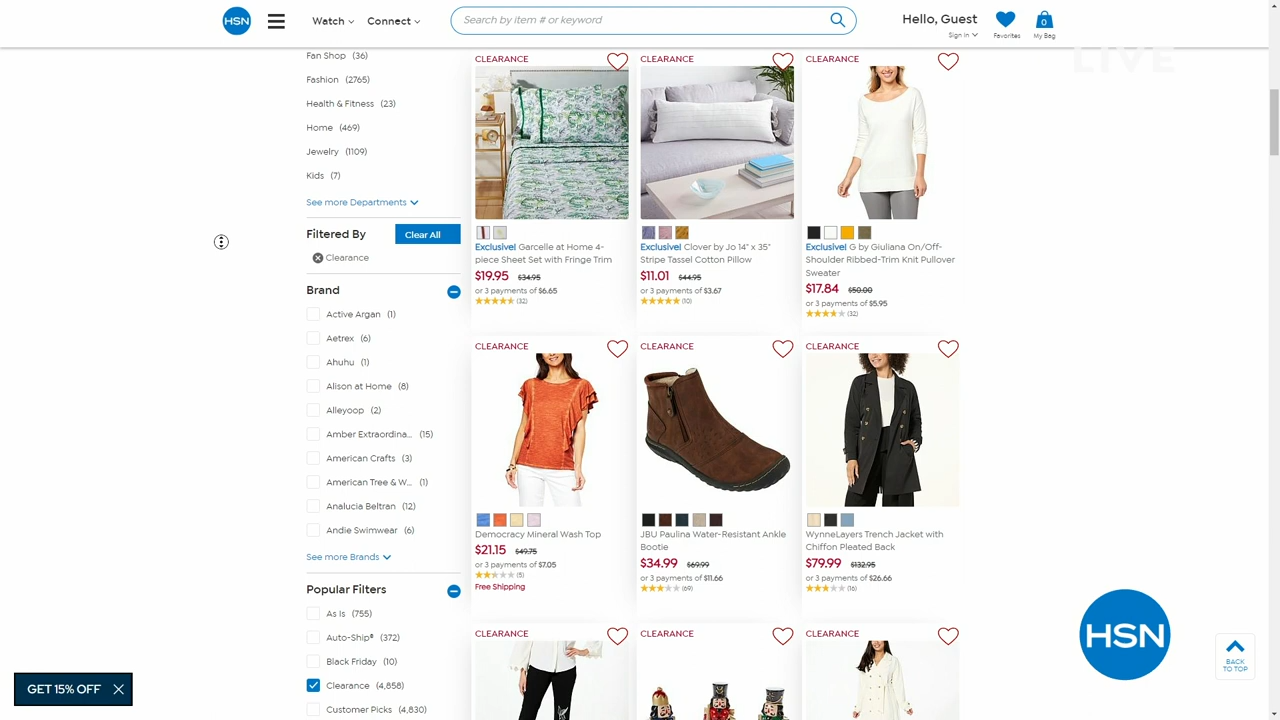 HSN
Watch
Connect
Search by item # or keyword
Hello, Guest
Sign In
Favorites
0
My Bag
LIVE
Fan Shop (36)
Fashion (2765)
Health & Fitness (23)
Home (469)
Jewelry (1109)
Kids (7)
See more Departments
Filtered By
Clear All
Clearance
Brand
Active Argan (1)
Aetrex (6)
Ahuhu (1)
Alison at Home (8)
Alleyoop (2)
Amber Extraordina... (15)
American Crafts (3)
American Tree & W... (1)
Analucia Beltran (12)
Andie Swimwear (6)
See more Brands
Popular Filters
As Is (755)
Auto-Ship® (372)
Black Friday (10)
Clearance (4,858)
Customer Picks (4,830)
CLEARANCE
Exclusive! Garcelle at Home 4-
piece Sheet Set with Fringe Trim
$19.95 $34.95
or 3 payments of $6.65
(32)
CLEARANCE
Exclusive! Clover by Jo 14" x 35"
Stripe Tassel Cotton Pillow
$11.01 $44.95
or 3 payments of $3.67
(10)
CLEARANCE
Exclusive! G by Giuliana On/Off-
Shoulder Ribbed-Trim Knit Pullover
Sweater
$17.84 $50.00
or 3 payments of $5.95
(32)
CLEARANCE
Democracy Mineral Wash Top
$21.15 $49.75
or 3 payments of $7.05
(5)
Free Shipping
CLEARANCE
JBU Paulina Water-Resistant Ankle
Bootie
$34.99 $69.99
or 3 payments of $11.66
(69)
CLEARANCE
WynneLayers Trench Jacket with
Chiffon Pleated Back
$79.99 $132.95
or 3 payments of $26.66
(16)
CLEARANCE
CLEARANCE
CLEARANCE
GET 15% OFF
HSN
BACK
TO TOP